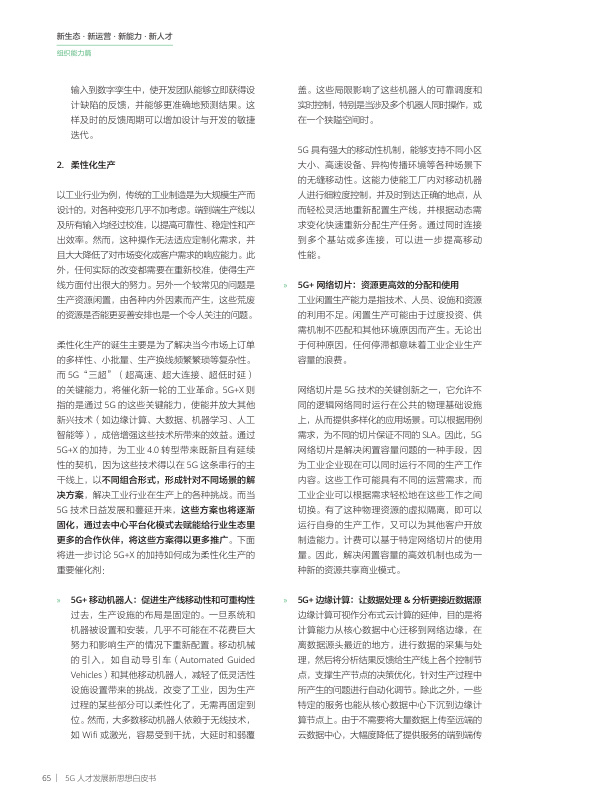 新生态 · 新运营 · 新能力 · 新人才
组织能力篇
输入到数字孪生中，使开发团队能够立即获得设
计缺陷的反馈，并能够更准确地预测结果。这
样及时的反馈周期可以增加设计与开发的敏捷
迭代。
2. 柔性化生产
以工业行业为例，传统的工业制造是为大规模生产而
设计的，对各种变形几乎不加考虑。端到端生产线以
及所有输入均经过校准，以提高可靠性、稳定性和产
出效率。然而，这种操作无法适应定制化需求，并
且大大降低了对市场变化或客户需求的响应能力。此
外，任何实际的改变都需要在重新校准，使得生产
线方面付出很大的努力。另外一个较常见的问题是
生产资源闲置，由各种内外因素而产生，这些荒废
的资源是否能更妥善安排也是一个令人关注的问题。
柔性化生产的诞生主要是为了解决当今市场上订单
的多样性、小批量、生产换线频繁繁琐等复杂性。
而 5G “三超”（ 超高速、超大连接、超低时延）
的关键能力，将催化新一轮的工业革命。5G+X 则
指的是通过 5G 的这些关键能力，使能并放大其他
新兴技术（ 如边缘计算、大数据、机器学习、人工
智能等），成倍增强这些技术所带来的效益。通过
5G+X 的加持，为工业 4.0 转型带来既新且有延续
性的契机，因为这些技术得以在 5G 这条串行的主
干线上，以不同组合形式，形成针对不同场景的解
决方案，解决工业行业在生产上的各种挑战。而当
5G 技术日益发展和蔓延开来，这些方案也将逐渐
固化，通过去中心平台化模式去赋能给行业生态里
更多的合作伙伴，将这些方案得以更多推广。下面
将进一步讨论 5G+X 的加持如何成为柔性化生产的
重要催化剂：
» 5G+ 移动机器人：促进生产线移动性和可重构性
过去，生产设施的布局是固定的。一旦系统和
机器被设置和安装，几乎不可能在不花费巨大
努力和影响生产的情况下重新配置。移动机械
的引入，如自动导引车（Automated Guided
Vehicles）和其他移动机器人，减轻了低灵活性
设施设置带来的挑战，改变了工业，因为生产
过程的某些部分可以柔性化了，无需再固定到
位。然而，大多数移动机器人依赖于无线技术，
如 Wifi 或激光，容易受到干扰，大延时和弱覆
盖。这些局限影响了这些机器人的可靠调度和
实时控制，特别是当涉及多个机器人同时操作，或
在一个狭隘空间时。
5G 具有强大的移动性机制，能够支持不同小区
大小、高速设备、异构传播环境等各种场景下
的无缝移动性。这能力使能工厂内对移动机器
人进行细粒度控制，并及时到达正确的地点，从
而轻松灵活地重新配置生产线，并根据动态需
求变化快速重新分配生产任务。通过同时连接
到多个基站或多连接，可以进一步提高移动
性能。
» 5G+ 网络切片：资源更高效的分配和使用
工业闲置生产能力是指技术、人员、设施和资源
的利用不足。闲置生产可能由于过度投资、供
需机制不匹配和其他环境原因而产生。无论出
于何种原因，任何停滞都意味着工业企业生产
容量的浪费。
网络切片是 5G 技术的关键创新之一，它允许不
同的逻辑网络同时运行在公共的物理基础设施
上，从而提供多样化的应用场景。可以根据用例
需求，为不同的切片保证不同的 SLA。因此，5G
网络切片是解决闲置容量问题的一种手段，因
为工业企业现在可以同时运行不同的生产工作
内容。这些工作可能具有不同的运营需求，而
工业企业可以根据需求轻松地在这些工作之间
切换。有了这种物理资源的虚拟隔离，即可以
运行自身的生产工作，又可以为其他客户开放
制造能力。计费可以基于特定网络切片的使用
量。因此，解决闲置容量的高效机制也成为一
种新的资源共享商业模式。
» 5G+ 边缘计算：让数据处理 & 分析更接近数据源
边缘计算可视作分布式云计算的延伸，目的是将
计算能力从核心数据中心迁移到网络边缘，在
离数据源头最近的地方，进行数据的采集与处
理，然后将分析结果反馈给生产线上各个控制节
点，支撑生产节点的决策优化，针对生产过程中
所产生的问题进行自动化调节。除此之外，一些
特定的服务也能从核心数据中心下沉到边缘计
算节点上。由于不需要将大量数据上传至远端的
云数据中心，大幅度降低了提供服务的端到端传
65 | 5G 人才发展新思想白皮书